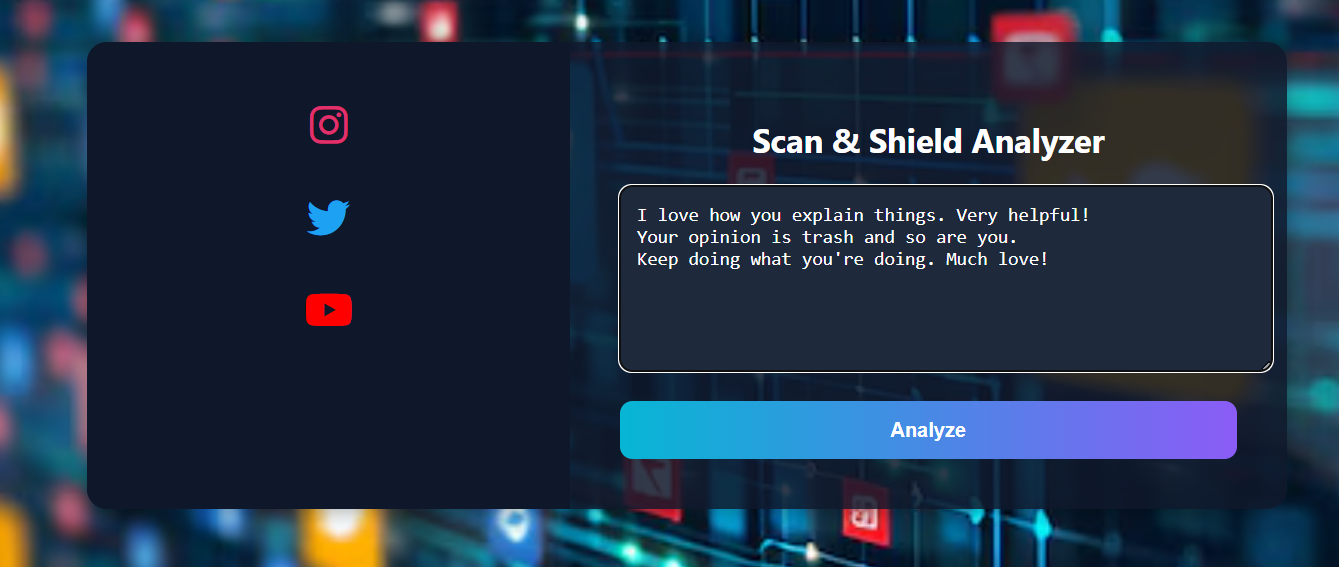 Scan & Shield Analyzer
I love how you explain things. Very helpful!
Your opinion is trash and so are you.
Keep doing what you're doing. Much love!
Analyze